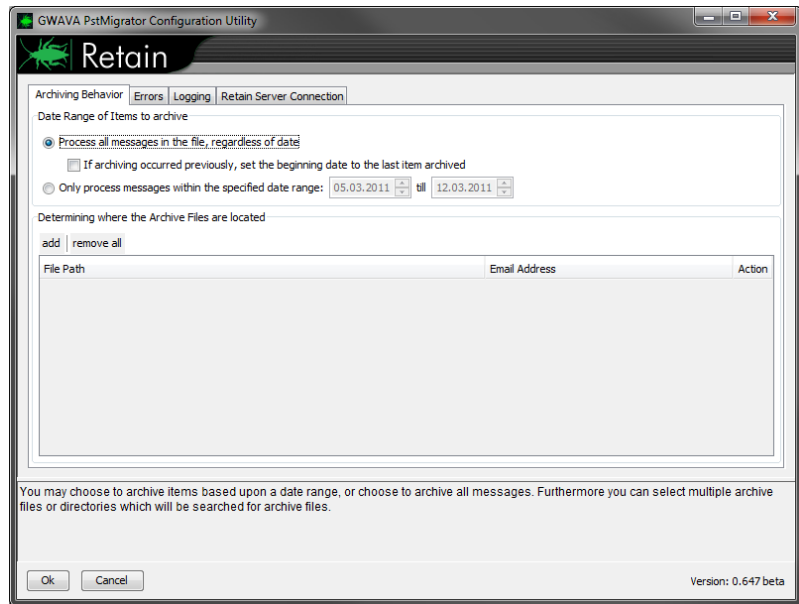 GWAVA PstMigrator Configuration Utility
Retain
Archiving Behavior Errors Logging Retain Server Connection
Date Range of Items to archive
Process all messages in the file, regardless of date
If archiving occurred previously, set the beginning date to the last item archived
Only process messages within the specified date range: 05.03.2011 till 12.03.2011
Determining where the Archive Files are located
add remove all
File Path Email Address Action
You may choose to archive items based upon a date range, or choose to archive all messages. Furthermore you can select multiple archive
files or directories which will be searched for archive files.
Ok Cancel Version: 0.647 beta